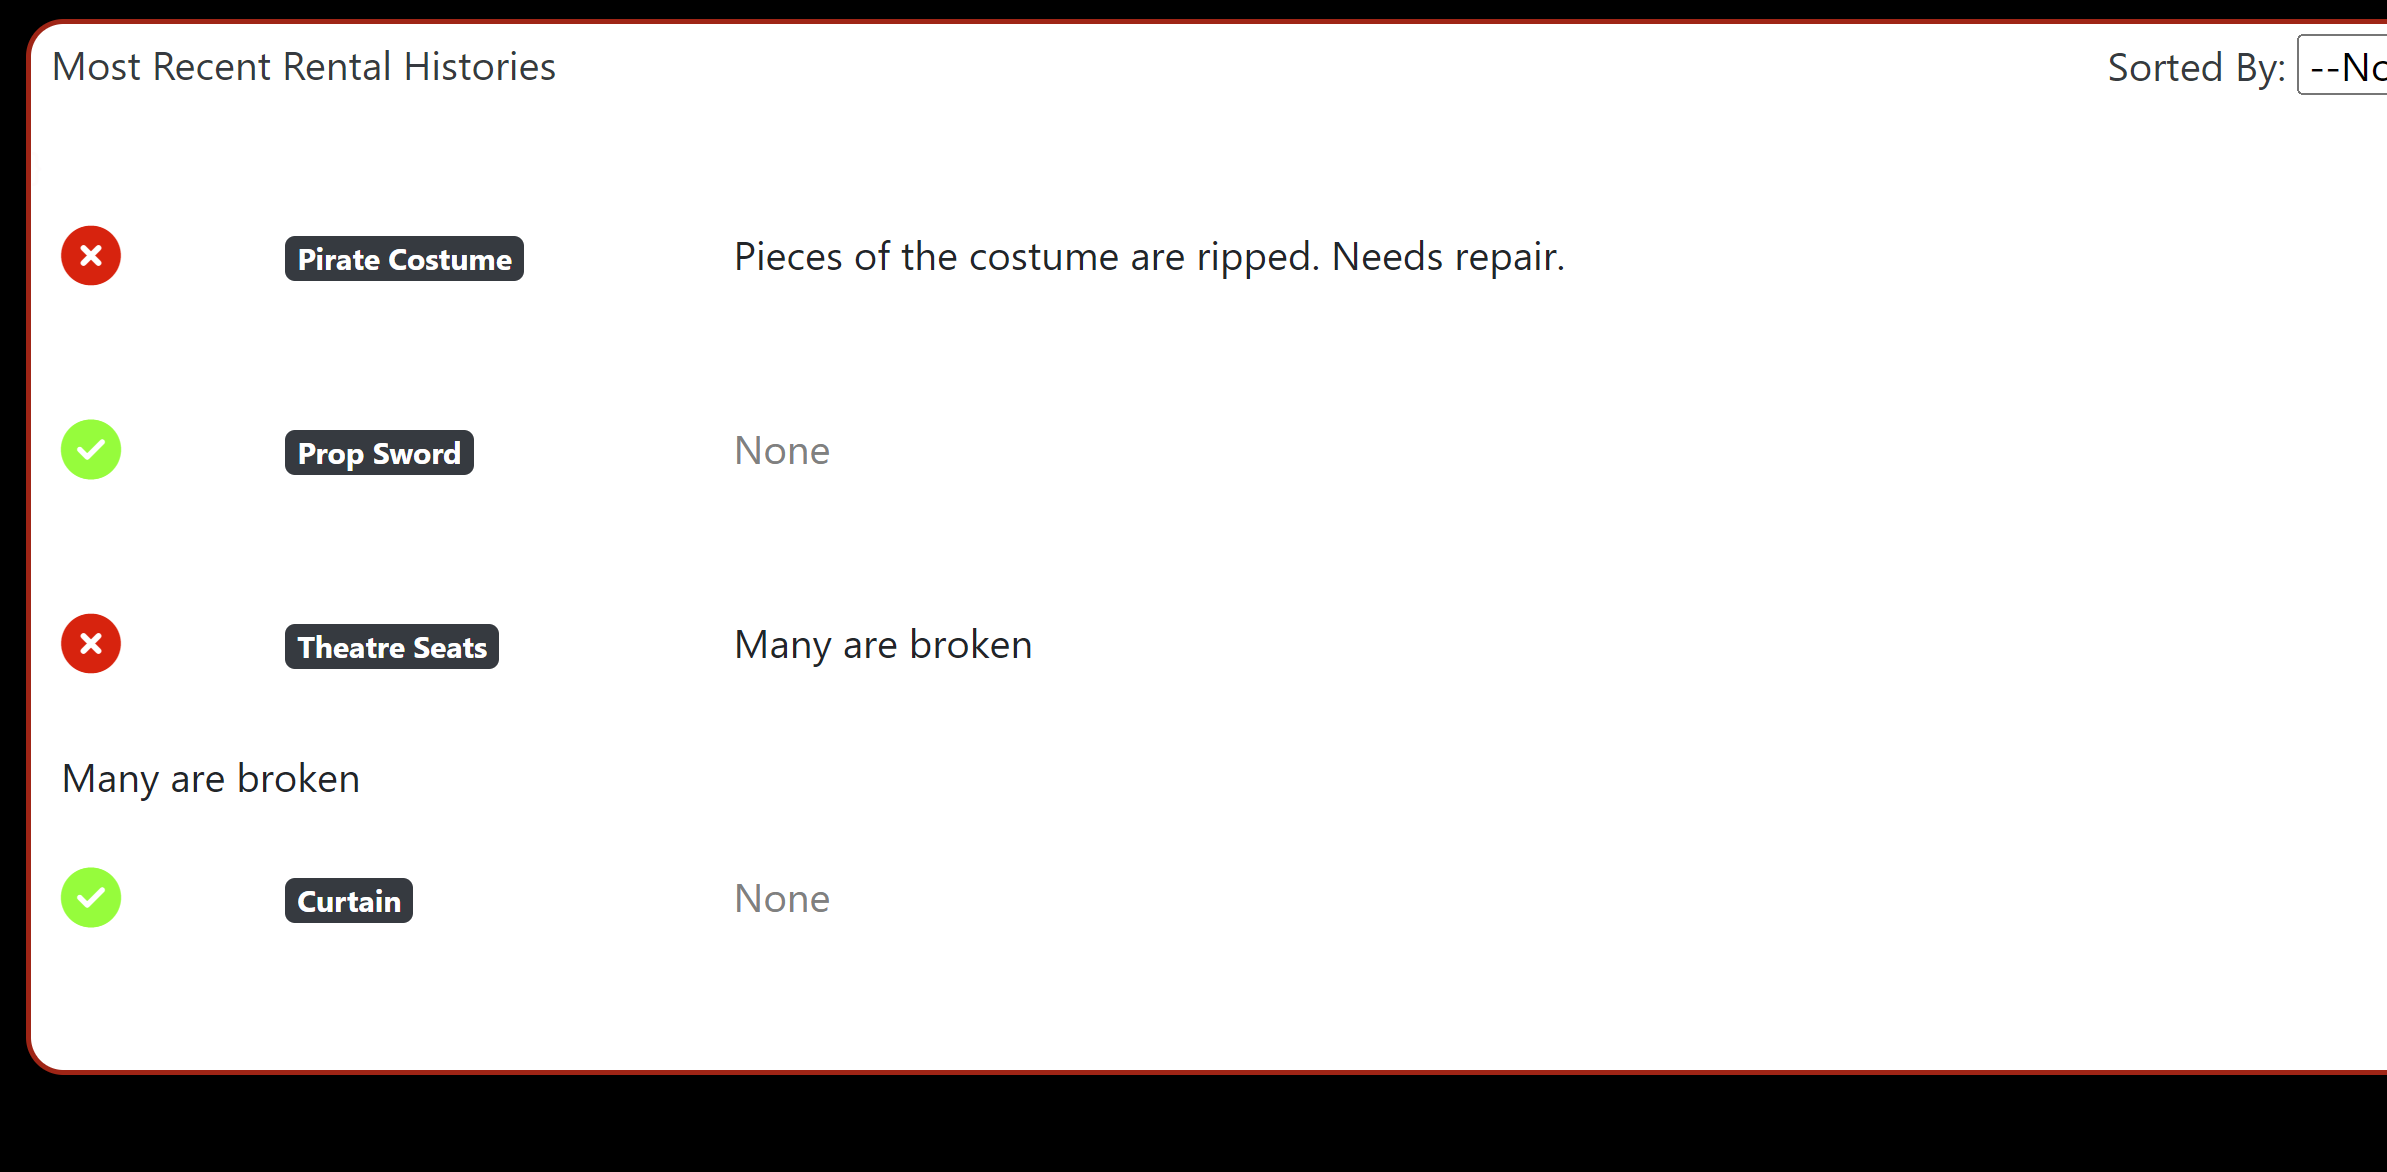 Most Recent Rental Histories
Sorted By: --No
Pirate Costume Pieces of the costume are ripped. Needs repair.
Prop Sword None
Theatre Seats Many are broken
Many are broken
Curtain None